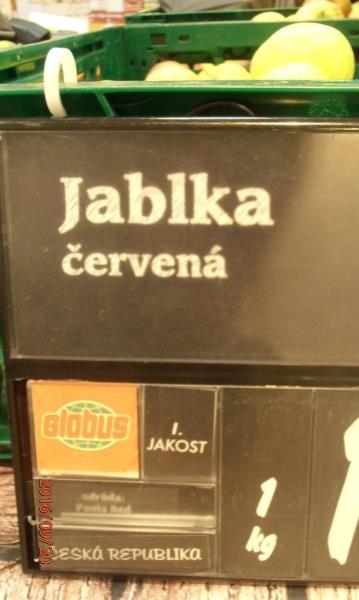 Jablka
červená
GLOBUS
I.
JAKOST
odrůda:
Paula Red
ČESKÁ REPUBLIKA
1
kg
2016/09/20